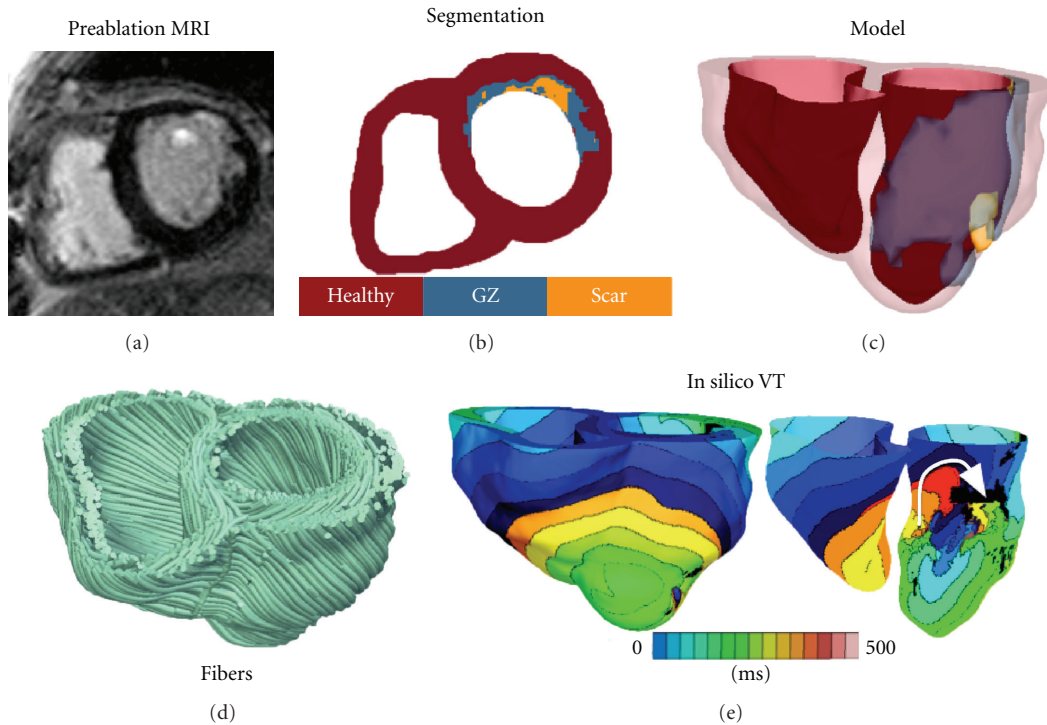 Preablation MRI
Segmentation
Model
Healthy
GZ
Scar
(a)
(b)
(c)
In silico VT
Fibers
0
500
(ms)
(d)
(e)